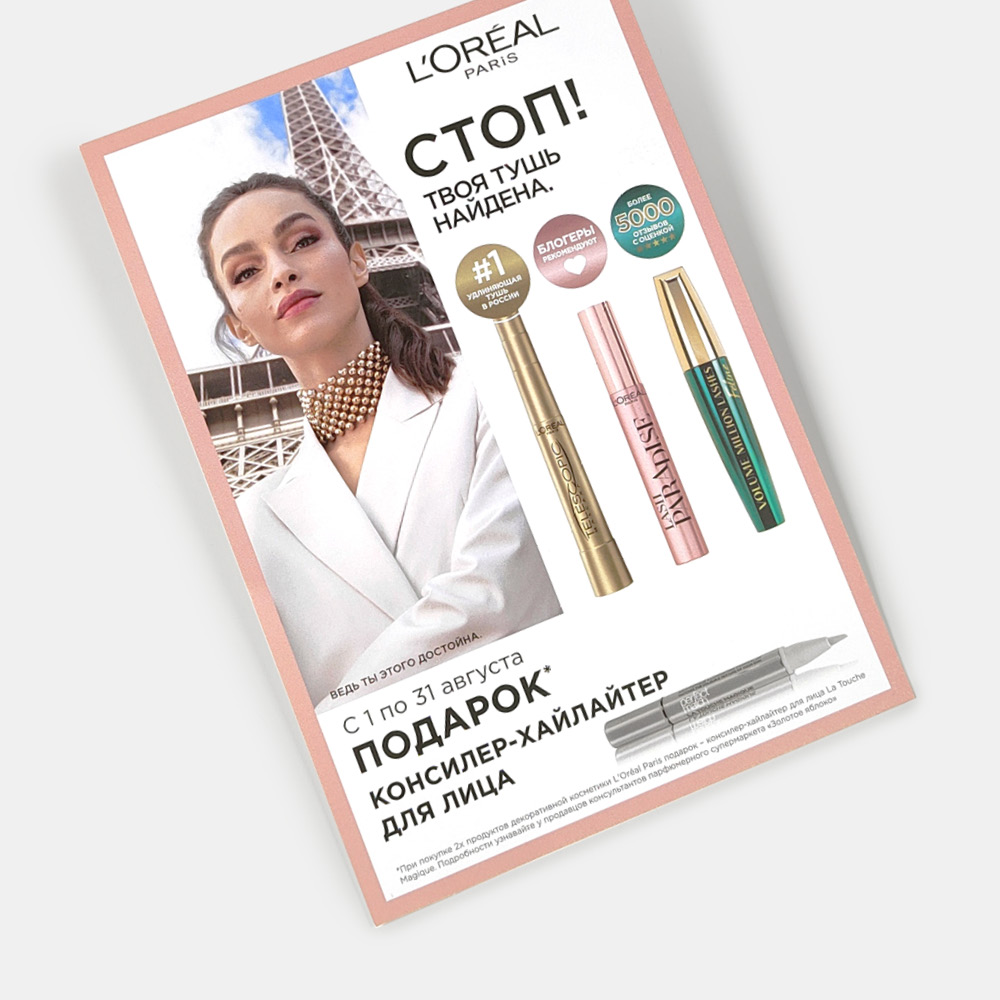 L'ORÉAL
PARIS
СТОП!
ТВОЯ ТУШЬ
НАЙДЕНА.
#1
УДЛИНЯЮЩАЯ
ТУШЬ
В РОССИИ
БЛОГЕРЫ
РЕКОМЕНДУЮТ
БОЛЕЕ
5000
ОТЗЫВОВ
С ОЦЕНКОЙ
L'ORÉAL
TELESCOPIC
L'ORÉAL
LASH
PARADISE
VOLUME MILLION LASHES
féline
ВЕДЬ ТЫ ЭТОГО ДОСТОЙНА.
С 1 по 31 августа
ПОДАРОК*
КОНСИЛЕР-ХАЙЛАЙТЕР
ДЛЯ ЛИЦА
*При покупке 2х продуктов декоративной косметики L'Oréal Paris подарок – консилер-хайлайтер для лица La Touche
Magique. Подробности узнавайте у продавцов консультантов парфюмерного супермаркета «Золотое яблоко»